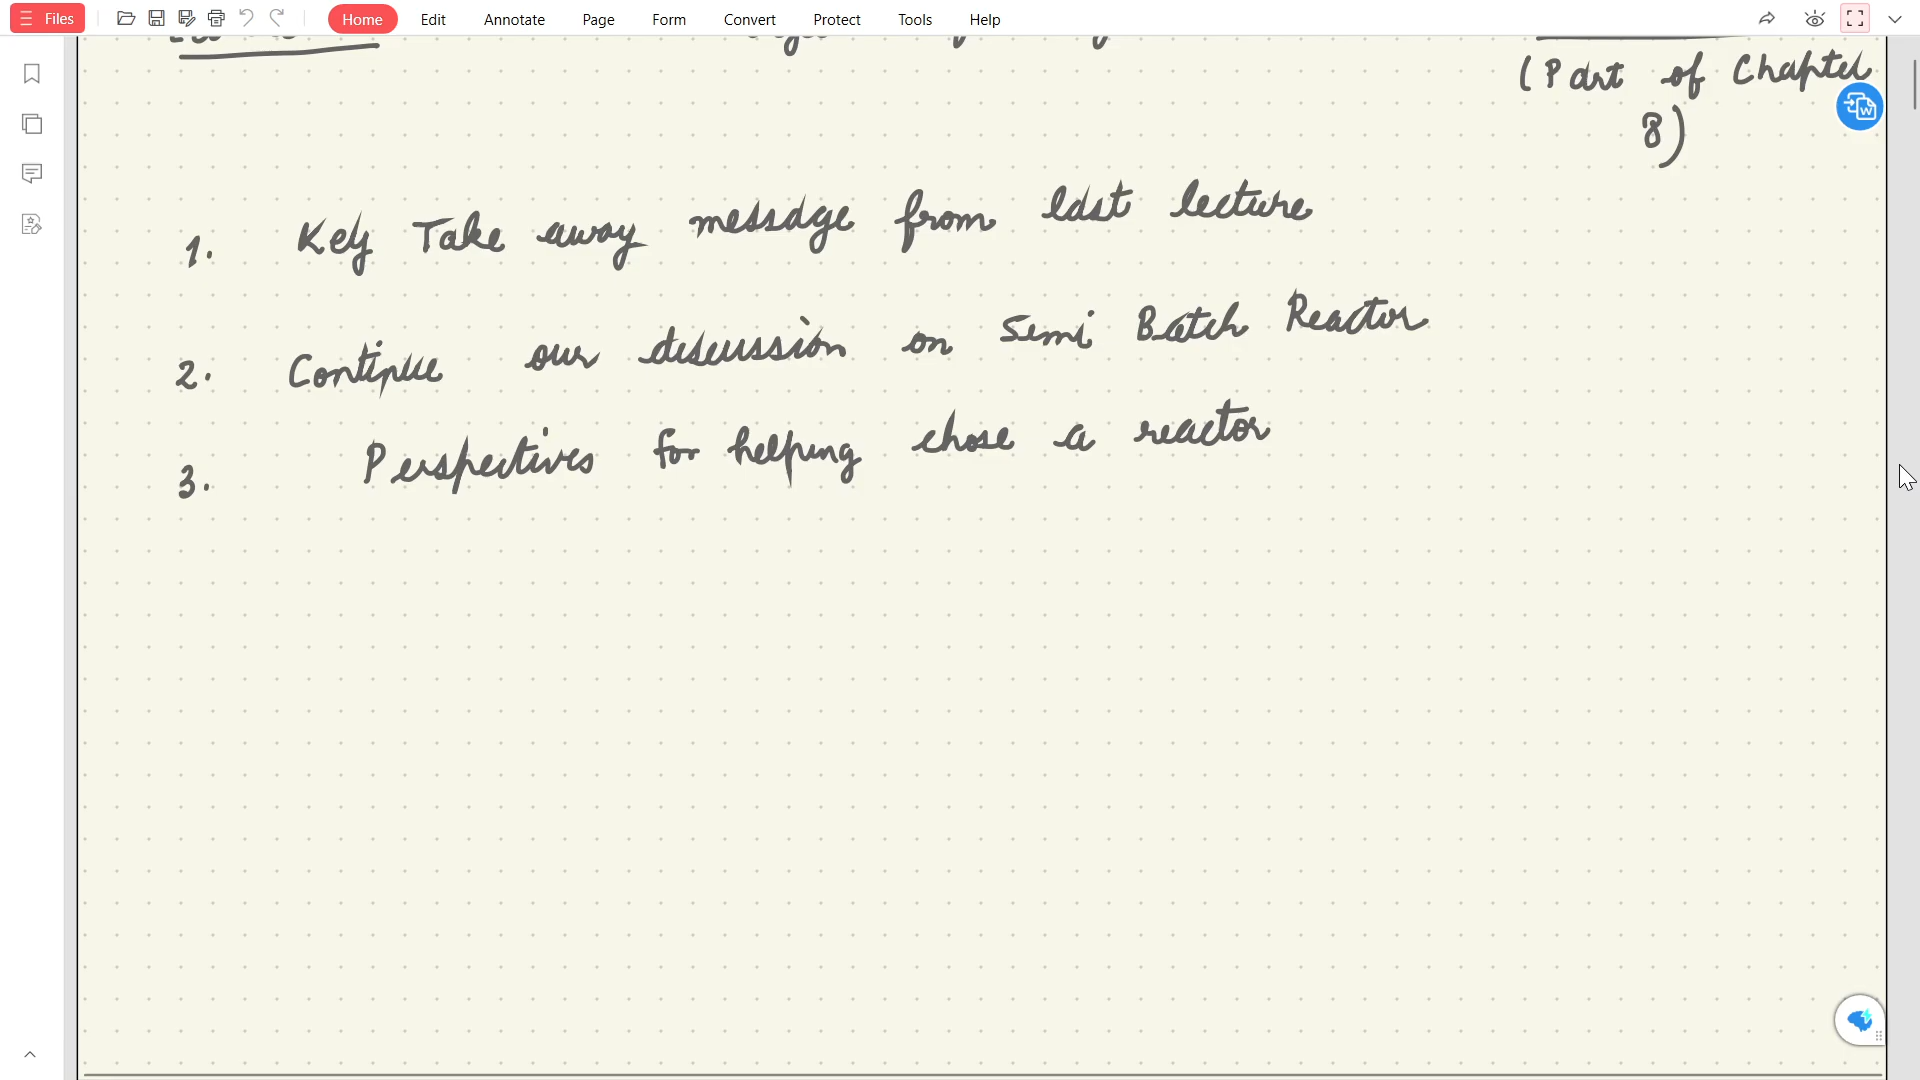 Files Home Edit Annotate Page Form Convert Protect Tools Help
(Part of Chapter
8)
1. Key Take away message from last lecture
2. Continue our discussion on Semi Batch Reactor
3. Perspectives for helping chose a reactor